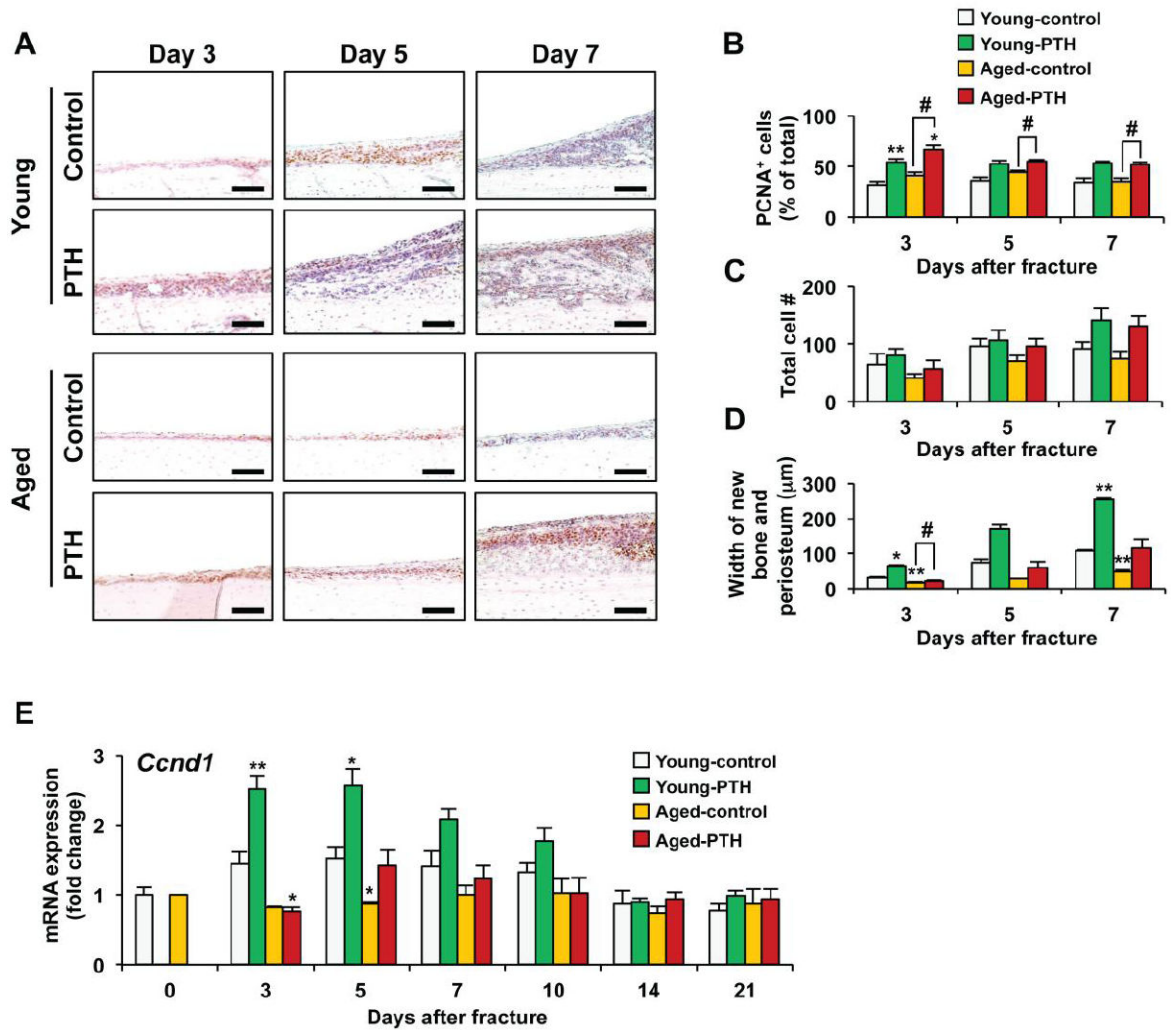 A
Day 3
Day 5
Day 7
Young
Control
PTH
Aged
Control
PTH
B
Young-control
Young-PTH
Aged-control
Aged-PTH
PCNA+ cells
(% of total)
100
50
0
**
#
*
#
#
3 5 7
Days after fracture
C
Total cell #
200
100
0
3 5 7
Days after fracture
D
Width of new
bone and
periosteum (μm)
300
200
100
0
*
**
#
**
**
3 5 7
Days after fracture
E
Ccnd1
mRNA expression
(fold change)
3
2
1
0
**
*
*
*
Young-control
Young-PTH
Aged-control
Aged-PTH
0 3 5 7 10 14 21
Days after fracture